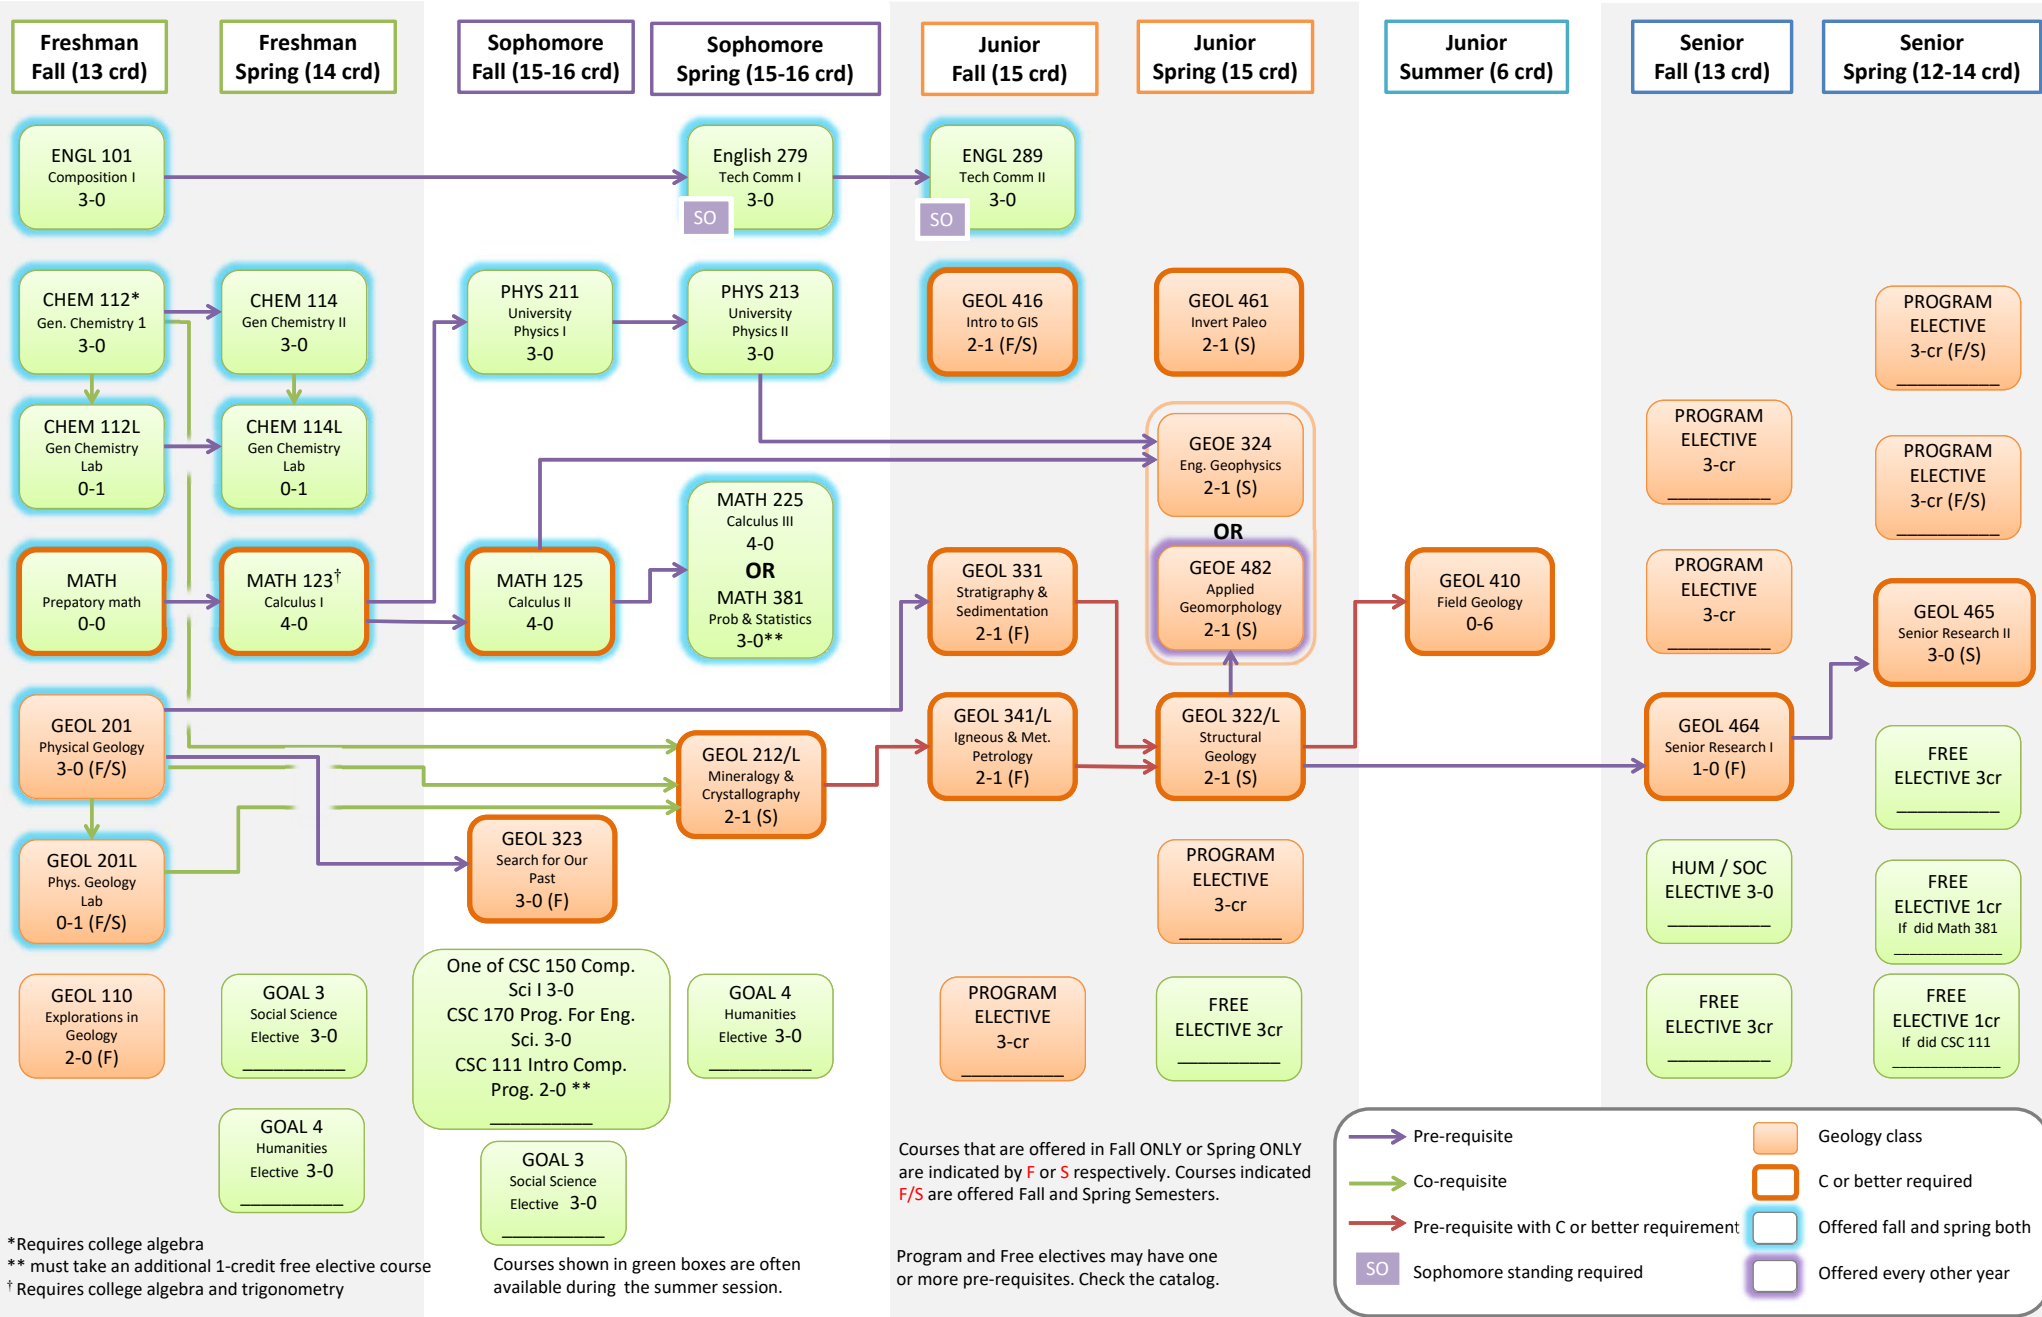 Freshman
Fall (13 crd)
Freshman
Spring (14 crd)
Sophomore
Fall (15-16 crd)
Sophomore
Spring (15-16 crd)
Junior
Fall (15 crd)
Junior
Spring (15 crd)
Junior
Summer (6 crd)
Senior
Fall (13 crd)
Senior
Spring (12-14 crd)
ENGL 101
Composition I
3-0
English 279
Tech Comm I
3-0
SO
ENGL 289
Tech Comm II
3-0
SO
CHEM 112*
Gen. Chemistry 1
3-0
CHEM 114
Gen Chemistry II
3-0
PHYS 211
University
Physics I
3-0
PHYS 213
University
Physics II
3-0
GEOL 416
Intro to GIS
2-1 (F/S)
GEOL 461
Invert Paleo
2-1 (S)
PROGRAM
ELECTIVE
3-cr (F/S)
___________
CHEM 112L
Gen Chemistry
Lab
0-1
CHEM 114L
Gen Chemistry
Lab
0-1
GEOE 324
Eng. Geophysics
2-1 (S)
OR
GEOE 482
Applied
Geomorphology
2-1 (S)
PROGRAM
ELECTIVE
3-cr
___________
PROGRAM
ELECTIVE
3-cr (F/S)
___________
MATH
Prepatory math
0-0
MATH 123†
Calculus I
4-0
MATH 125
Calculus II
4-0
MATH 225
Calculus III
4-0
OR
MATH 381
Prob & Statistics
3-0**
GEOL 331
Stratigraphy &
Sedimentation
2-1 (F)
GEOL 410
Field Geology
0-6
PROGRAM
ELECTIVE
3-cr
___________
GEOL 465
Senior Research II
3-0 (S)
GEOL 201
Physical Geology
3-0 (F/S)
GEOL 212/L
Mineralogy &
Crystallography
2-1 (S)
GEOL 341/L
Igneous & Met.
Petrology
2-1 (F)
GEOL 322/L
Structural
Geology
2-1 (S)
GEOL 464
Senior Research I
1-0 (F)
FREE
ELECTIVE 3cr
___________
GEOL 201L
Phys. Geology
Lab
0-1 (F/S)
GEOL 323
Search for Our
Past
3-0 (F)
PROGRAM
ELECTIVE
3-cr
___________
HUM / SOC
ELECTIVE 3-0
___________
FREE
ELECTIVE 1cr
If did Math 381
___________
GEOL 110
Explorations in
Geology
2-0 (F)
GOAL 3
Social Science
Elective 3-0
___________
One of CSC 150 Comp.
Sci I 3-0
CSC 170 Prog. For Eng.
Sci. 3-0
CSC 111 Intro Comp.
Prog. 2-0 **
___________
GOAL 4
Humanities
Elective 3-0
___________
PROGRAM
ELECTIVE
3-cr
___________
FREE
ELECTIVE 3cr
___________
FREE
ELECTIVE 3cr
___________
FREE
ELECTIVE 1cr
If did CSC 111
___________
GOAL 4
Humanities
Elective 3-0
___________
GOAL 3
Social Science
Elective 3-0
___________
*Requires college algebra
** must take an additional 1-credit free elective course
† Requires college algebra and trigonometry
Courses shown in green boxes are often
available during the summer session.
Courses that are offered in Fall ONLY or Spring ONLY
are indicated by F or S respectively. Courses indicated
F/S are offered Fall and Spring Semesters.
Program and Free electives may have one
or more pre-requisites. Check the catalog.
Pre-requisite
Co-requisite
Pre-requisite with C or better requirement
SO
Sophomore standing required
Geology class
C or better required
Offered fall and spring both
Offered every other year